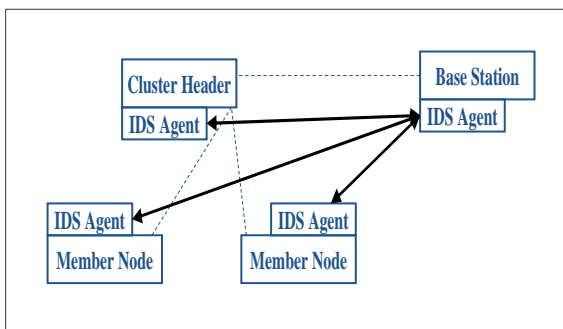 Cluster Header
IDS Agent
Base Station
IDS Agent
IDS Agent
Member Node
IDS Agent
Member Node